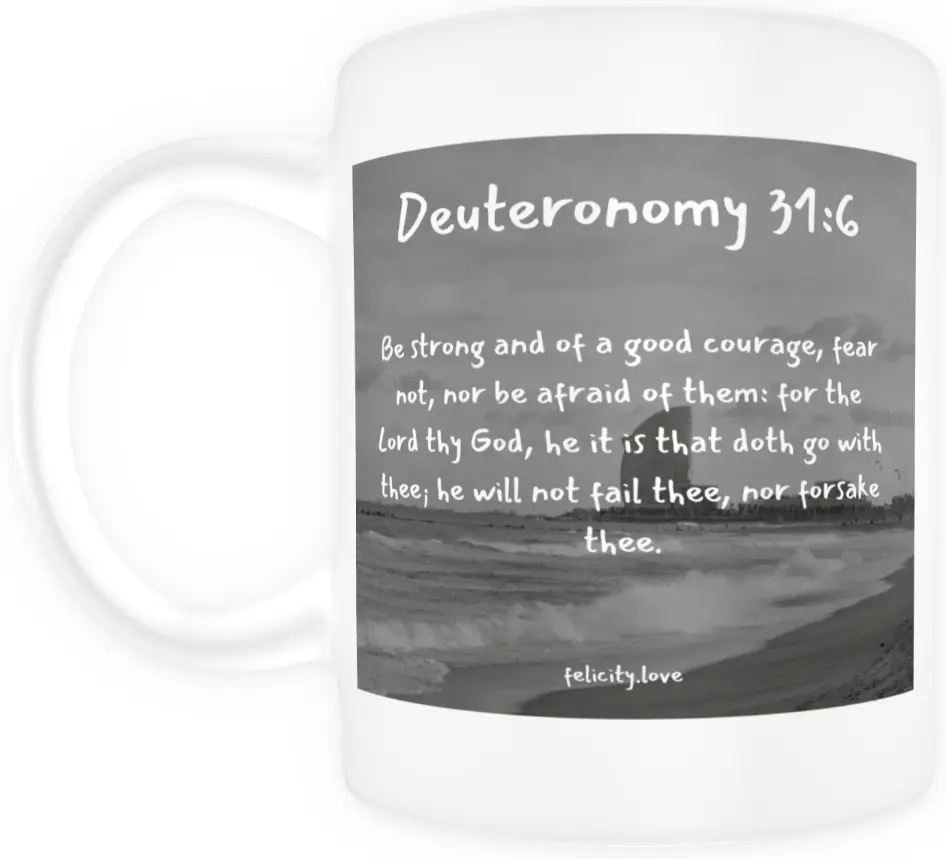 Deuteronomy 31:6
Be strong and of a good courage, fear
not, nor be afraid of them: for the
Lord thy God, he it is that doth go with
thee; he will not fail thee, nor forsake
thee.
felicity.love